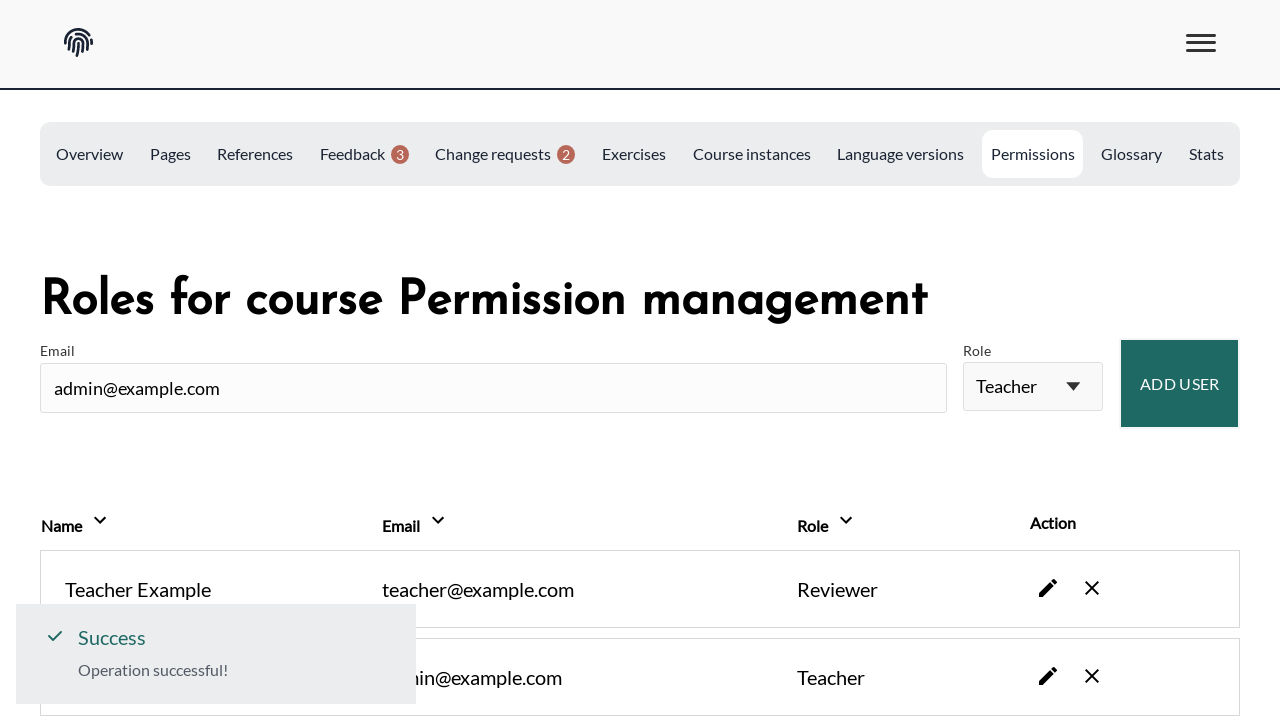 Overview Pages References Feedback 3 Change requests 2 Exercises Course instances Language versions Permissions Glossary Stats
Roles for course Permission management
Email
admin@example.com
Role
Teacher
ADD USER
Name Email Role Action
Teacher Example teacher@example.com Reviewer
Success
Operation successful!
min@example.com Teacher